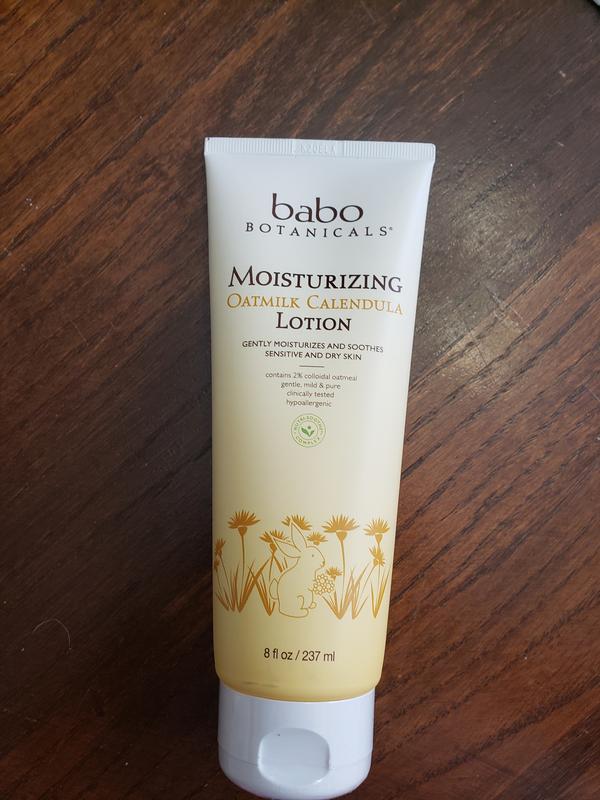 babo
BOTANICALS®
MOISTURIZING
OATMILK CALENDULA
LOTION
GENTLY MOISTURIZES AND SOOTHES
SENSITIVE AND DRY SKIN
contains 2% colloidal oatmeal
gentle, mild & pure
clinically tested
hypoallergenic
COMPLEX
8 fl oz / 237 ml